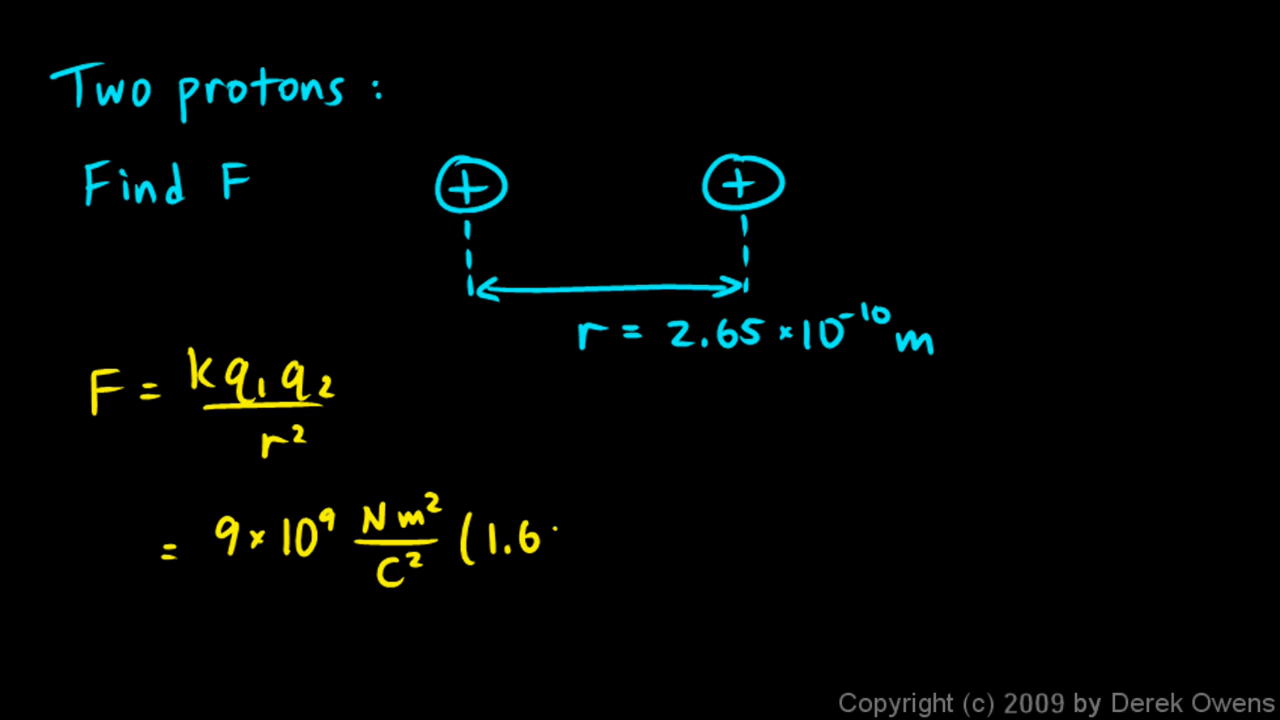 Two protons :
Find F
+ +
r = 2.65 × 10⁻¹⁰ m
F = kq₁q₂ / r²
= 9 × 10⁹ Nm² / C² (1.6 ·
Copyright (c) 2009 by Derek Owens